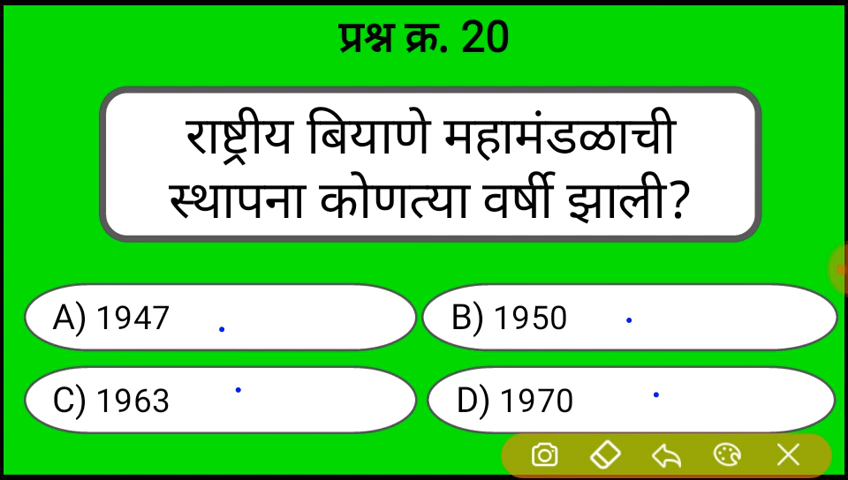 प्रश्न क्र. 20
राष्ट्रीय बियाणे महामंडळाची
स्थापना कोणत्या वर्षी झाली?
A) 1947
B) 1950
C) 1963
D) 1970